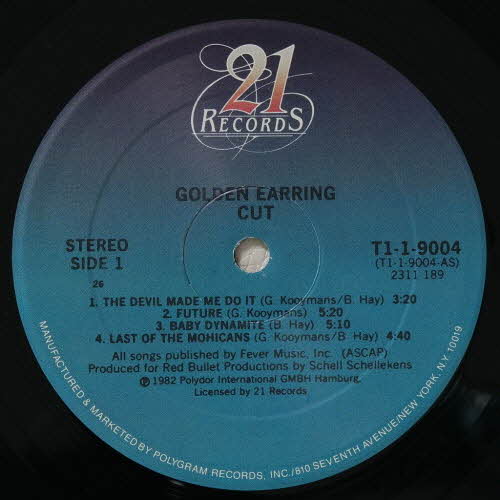 21
RECORDS
GOLDEN EARRING
CUT
STEREO
SIDE 1
T1-1-9004
(T1-1-9004-AS)
2311 189
26
1. THE DEVIL MADE ME DO IT (G. Kooymans/B. Hay) 3:20
2. FUTURE (G. Kooymans) 5:20
3. BABY DYNAMITE (B. Hay) 5:10
4. LAST OF THE MOHICANS (G. Kooymans/B. Hay) 4:40
All songs published by Fever Music, Inc. (ASCAP)
Produced for Red Bullet Productions by Schell Schellekens
℗ 1982 Polydor International GMBH Hamburg.
Licensed by 21 Records
MANUFACTURED & MARKETED BY POLYGRAM RECORDS, INC./810 SEVENTH AVENUE/NEW YORK, N.Y. 10019